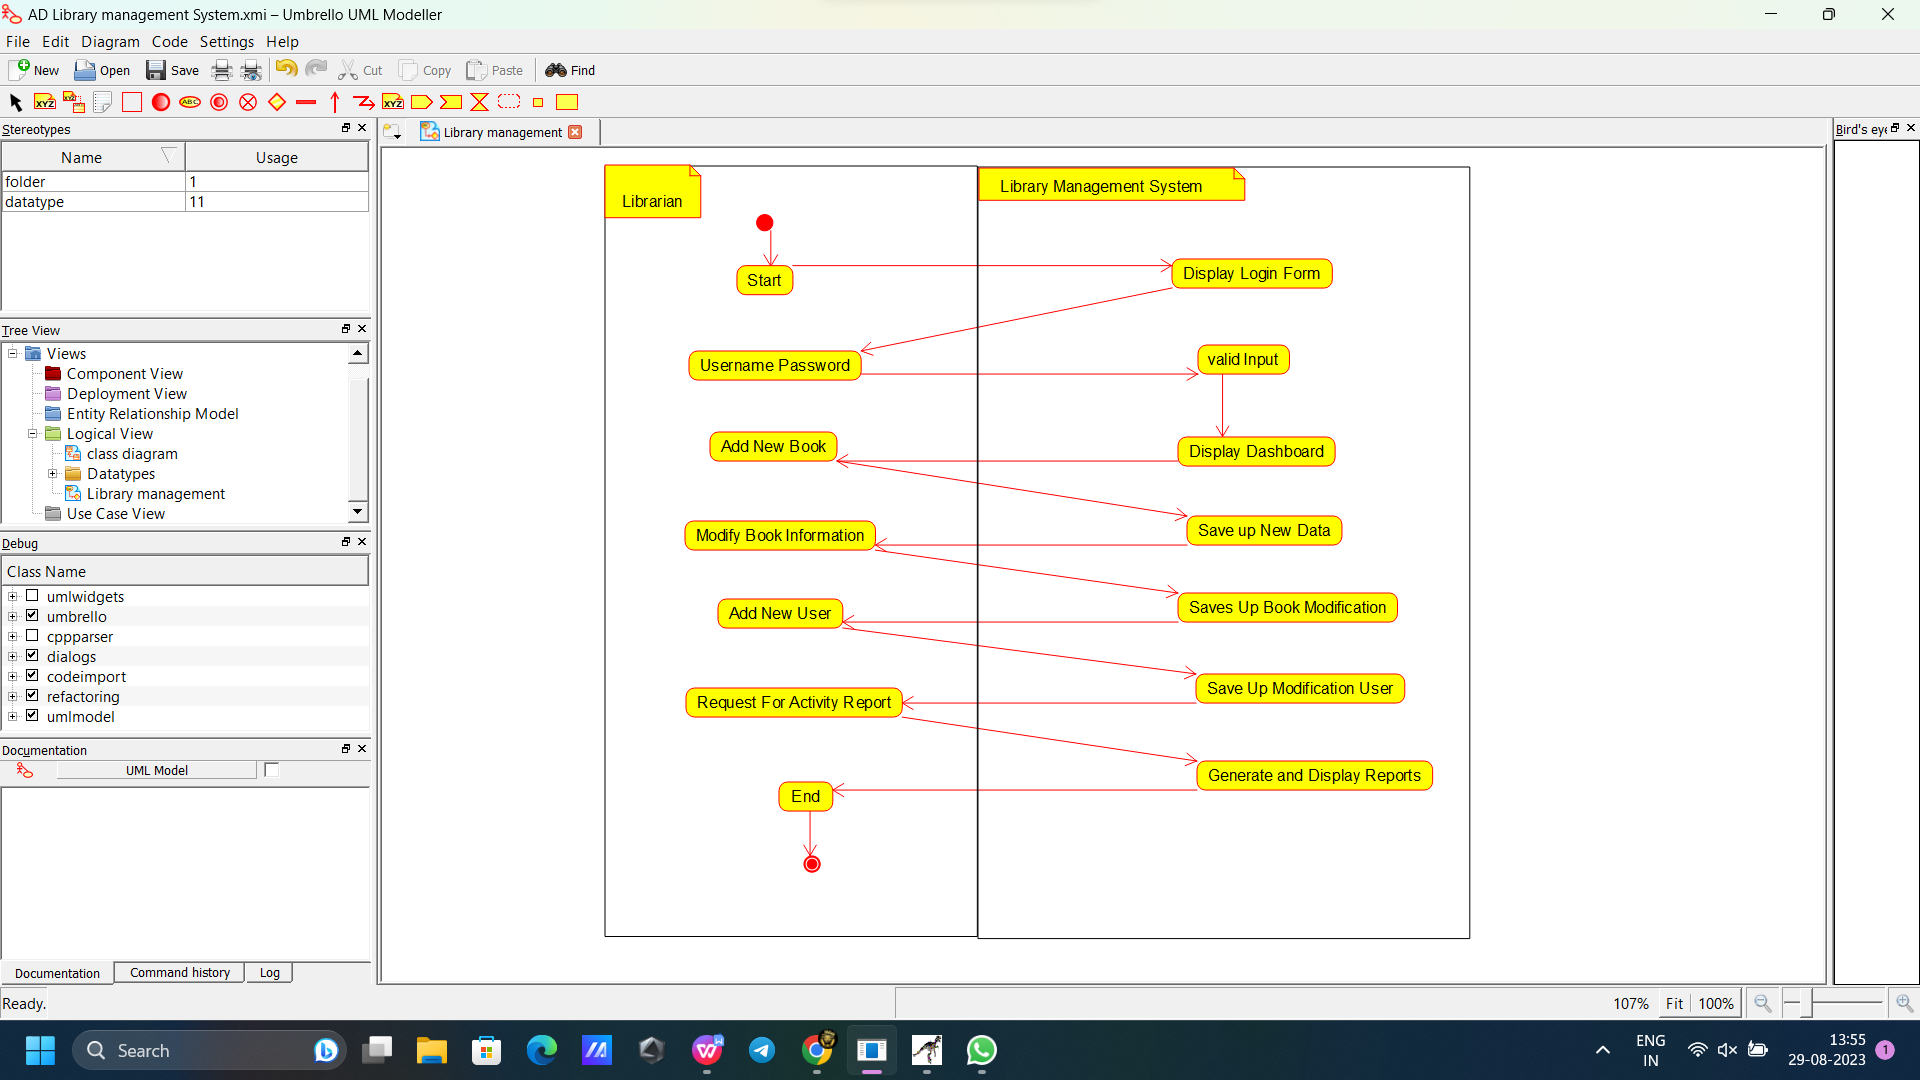 AD Library management System.xmi – Umbrello UML Modeller
File Edit Diagram Code Settings Help
New Open Save Cut Copy Paste Find
XYZ XYZ ABC XYZ
Stereotypes
Name Usage
folder 1
datatype 11
Tree View
Views
Component View
Deployment View
Entity Relationship Model
Logical View
class diagram
Datatypes
Library management
Use Case View
Debug
Class Name
umlwidgets
umbrello
cppparser
dialogs
codeimport
refactoring
umlmodel
Documentation
UML Model
Documentation Command history Log
Library management
Bird's eye
Librarian
Library Management System
Start
Display Login Form
Username Password
valid Input
Add New Book
Display Dashboard
Modify Book Information
Save up New Data
Add New User
Saves Up Book Modification
Request For Activity Report
Save Up Modification User
Generate and Display Reports
End
Ready.
107% Fit 100%
Search
ENG
IN
13:55
29-08-2023
1